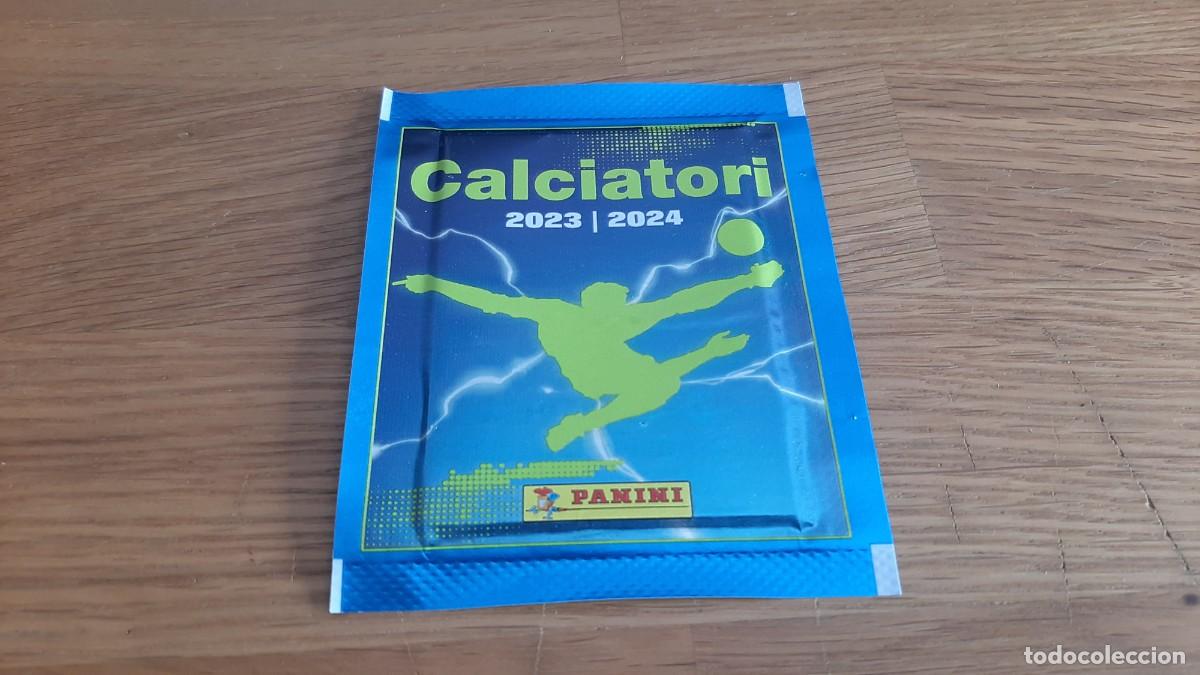 Calciatori
2023 | 2024
PANINI
todocoleccion